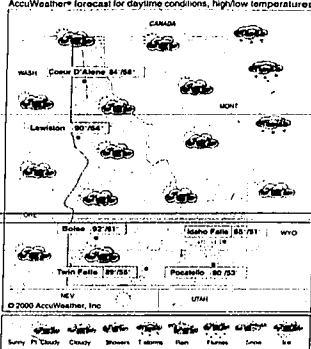 AccuWeather® forecast for daytime conditions, high/low temperatures
CANADA
WASH
Coeur D'Alene 84°/58°
MONT
Lewiston 90°/64°
ORE
Boise 92°/61°
Idaho Falls 85°/51°
WYO
Twin Falls 89°/55°
Pocatello 90°/53°
NEV
UTAH
© 2000 AccuWeather, Inc
Sunny Pt Cloudy Cloudy Showers T-storms Rain Flurries Snow Ice